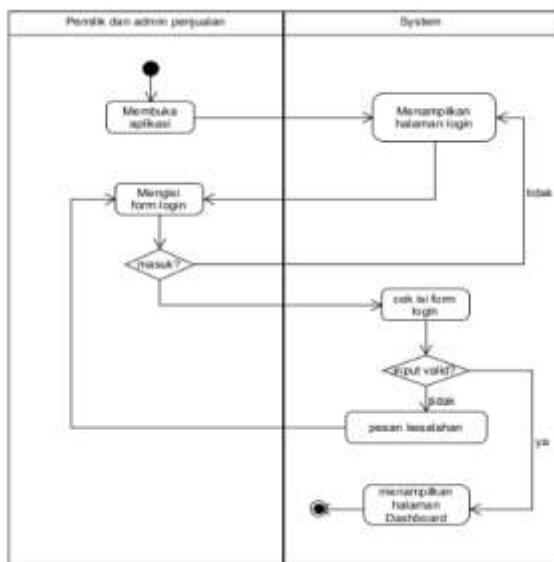 Pemilik dan admin penjualan
System
Membuka
aplikasi
Menampilkan
halaman login
Mengisi
form login
tidak
masuk?
cek isi form
login
input valid?
tidak
pesan kesalahan
ya
menampilkan
halaman
Dashboard